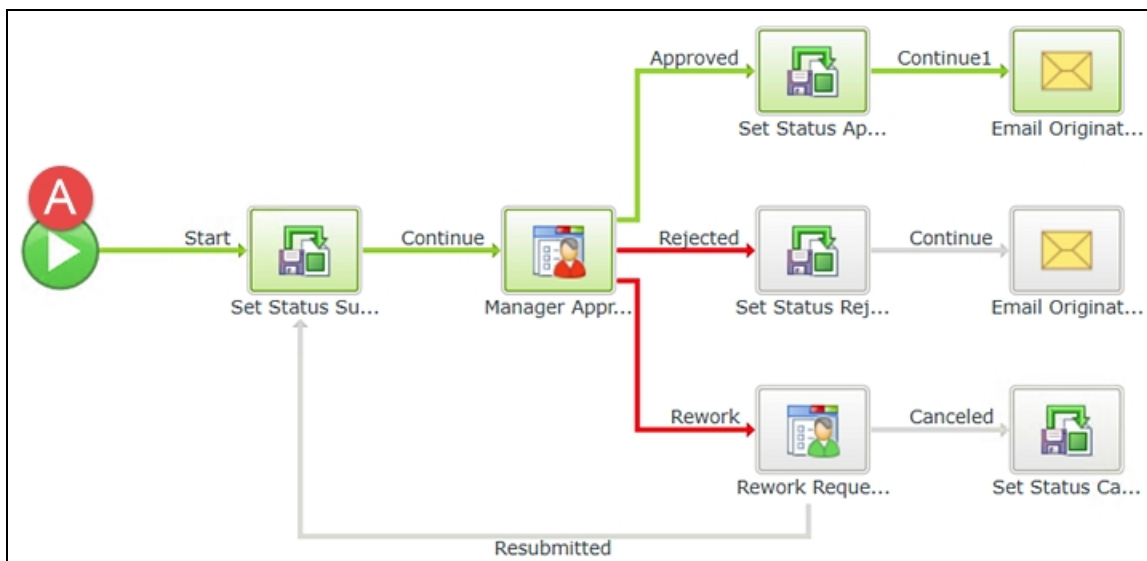 Approved
Continue1
Set Status Ap...
Email Originat...
A
Start
Continue
Rejected
Continue
Set Status Su...
Manager Appr...
Set Status Rej...
Email Originat...
Rework
Canceled
Rework Reque...
Set Status Ca...
Resubmitted